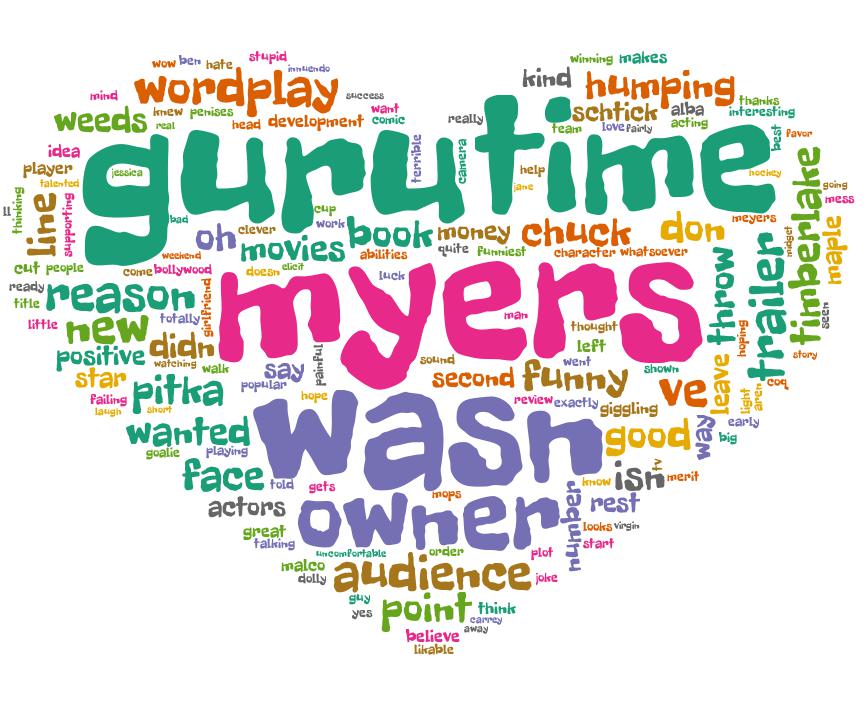 wow ben hate stupid innuendo winning makes
mind wordplay success kind humping thanks
weeds knew penises want comic schtick alba interesting
real head development really team love fairly acting best favor
idea gurutime
player jessica terrible camera help hockey
talented jane going
ll thinking line supporting bad cup work meyers timberlake mess
oh clever book money chuck don maple
movies quite funniest character whatsoever midget
weekend abilities
cut people come bollywood doesn elicit luck
ready reason girlfriend myers throw trailer
title man seen
little new totally thought hoping
positive didn painful left story
watching walk say sound went shown
star pitka popular second funny ve leave light aren coq
failing hope review exactly giggling
laugh short wasn early
wanted good way big
goalie playing tv
face told gets isn know merit
actors owner mops number rest
great looks virgin
talking start
uncomfortable order plot
malco dolly audience joke
guy
yes point think
carrey
believe away
likable